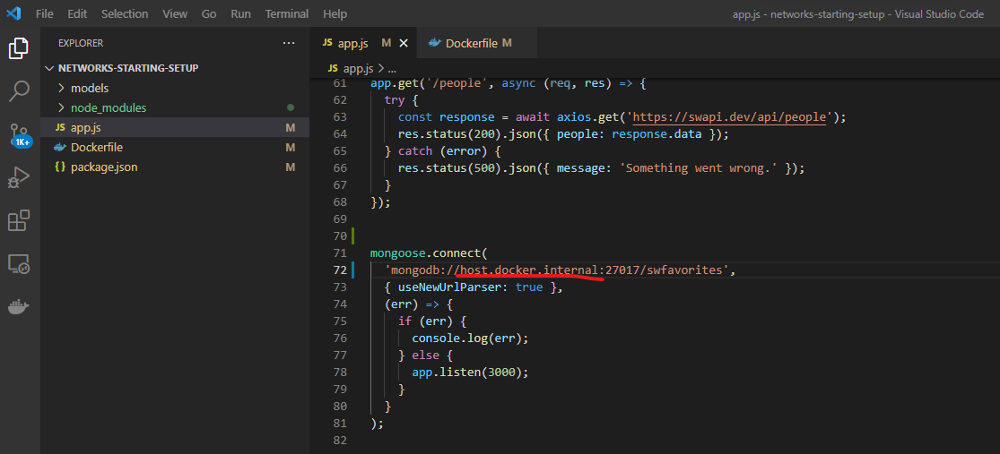 File Edit Selection View Go Run Terminal Help app.js - networks-starting-setup - Visual Studio Code
EXPLORER ...
JS app.js M
Dockerfile M
NETWORKS-STARTING-SETUP
JS app.js > ...
models
node_modules
JS app.js M
Dockerfile M
{} package.json M
1K+
61 app.get('/people', async (req, res) => {
62 try {
63 const response = await axios.get('https://swapi.dev/api/people');
64 res.status(200).json({ people: response.data });
65 } catch (error) {
66 res.status(500).json({ message: 'Something went wrong.' });
67 }
68 });
69
70
71 mongoose.connect(
72 'mongodb://host.docker.internal:27017/swfavorites',
73 { useNewUrlParser: true },
74 (err) => {
75 if (err) {
76 console.log(err);
77 } else {
78 app.listen(3000);
79 }
80 }
81 );
82